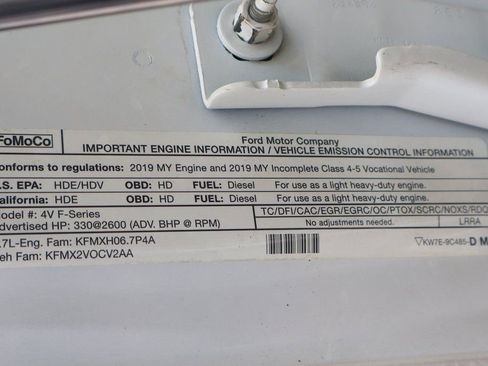 FoMoCo
Ford Motor Company
IMPORTANT ENGINE INFORMATION / VEHICLE EMISSION CONTROL INFORMATION
onforms to regulations: 2019 MY Engine and 2019 MY Incomplete Class 4-5 Vocational Vehicle
.S. EPA: HDE/HDV OBD: HD FUEL: Diesel For use as a light heavy-duty engine.
alifornia: HDE OBD: HD FUEL: Diesel For use as a light heavy-duty engine.
odel #: 4V F-Series TC/DFI/CAC/EGR/EGRC/OC/PTOX/SCRC/NOXS/RDQ
dvertised HP: 330@2600 (ADV. BHP @ RPM) No adjustments needed. LRRA
.7L-Eng. Fam: KFMXH06.7P4A
eh Fam: KFMX2VOCV2AA
KW7E-9C485- D M